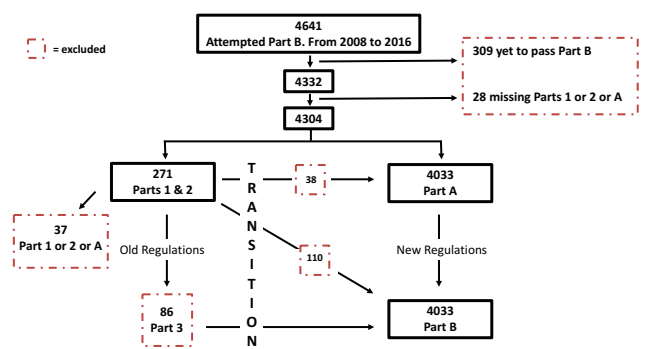 4641
Attempted Part B. From 2008 to 2016
= excluded
309 yet to pass Part B
4332
28 missing Parts 1 or 2 or A
4304
271
Parts 1 & 2
TRANSITION
38
4033
Part A
37
Part 1 or 2 or A
Old Regulations
110
New Regulations
86
Part 3
4033
Part B